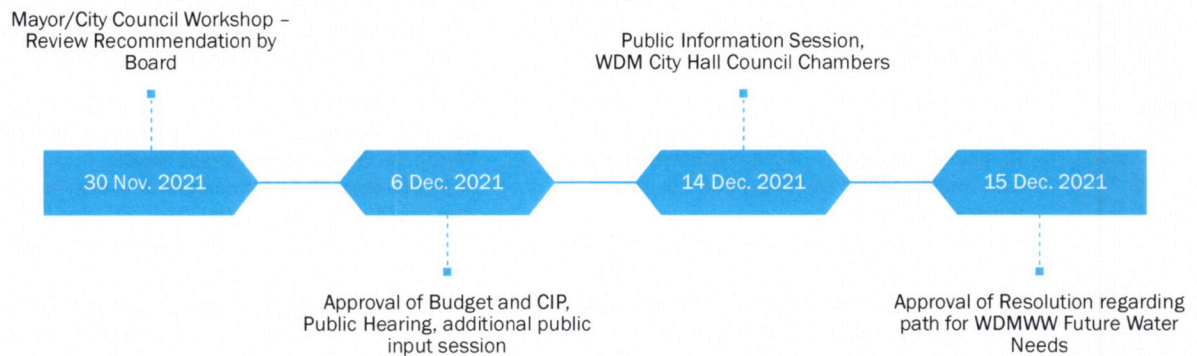 Mayor/City Council Workshop –
Review Recommendation by
Board
Public Information Session,
WDM City Hall Council Chambers
30 Nov. 2021
6 Dec. 2021
14 Dec. 2021
15 Dec. 2021
Approval of Budget and CIP,
Public Hearing, additional public
input session
Approval of Resolution regarding
path for WDMWW Future Water
Needs